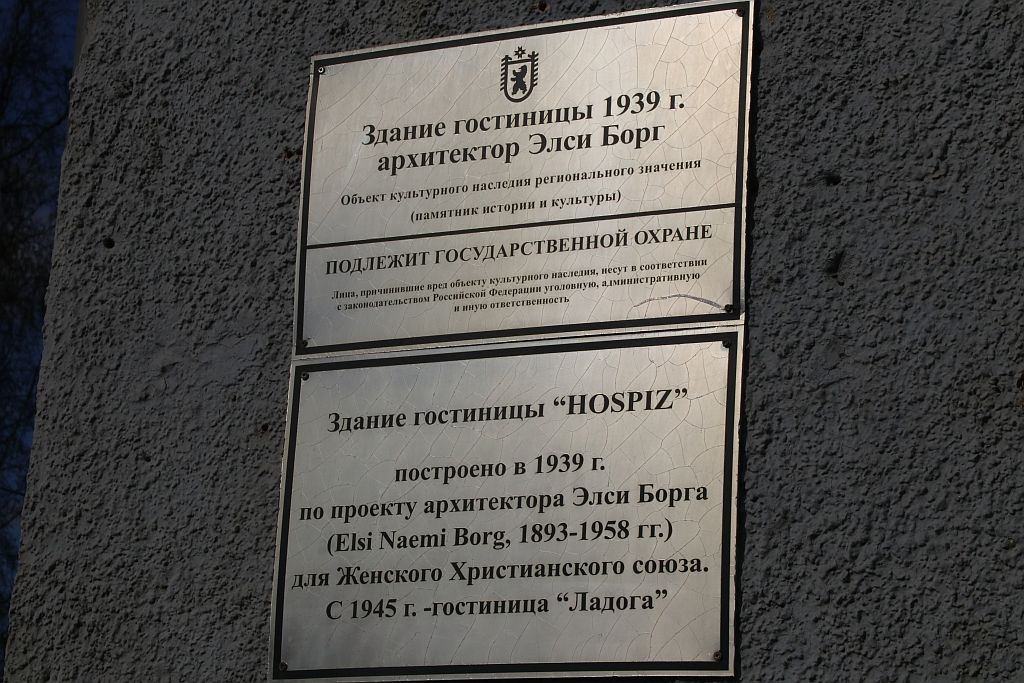 Здание гостиницы 1939 г.
архитектор Элси Борг
Объект культурного наследия регионального значения
(памятник истории и культуры)
ПОДЛЕЖИТ ГОСУДАРСТВЕННОЙ ОХРАНЕ
Лица, причинившие вред объекту культурного наследия, несут в соответствии
с законодательством Российской Федерации уголовную, административную
и иную ответственность
Здание гостиницы “HOSPIZ”
построено в 1939 г.
по проекту архитектора Элси Борга
(Elsi Naemi Borg, 1893-1958 гг.)
для Женского Христианского союза.
С 1945 г. -гостиница “Ладога”